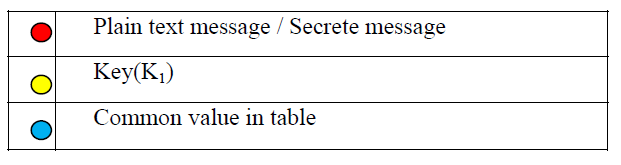 Plain text message / Secrete message
Key(K₁)
Common value in table